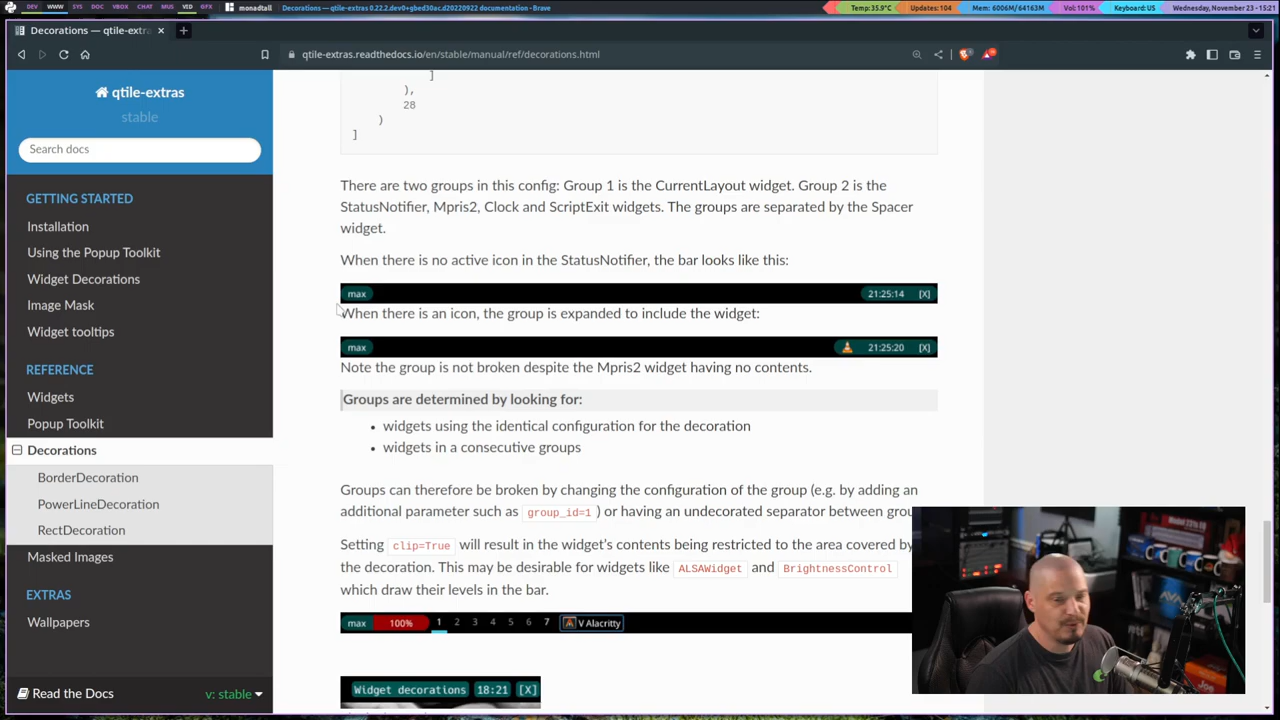 DEV WWW SYS DOC VBOX CHAT MUS VID GFX monadtall Decorations — qtile-extras 0.22.2.dev0+gbed30ac.d20220922 documentation - Brave Temp: 35.9°C Updates: 104 Mem: 6006M/64163M Vol: 101% Keyboard: US Wednesday, November 23 - 15:21
Decorations — qtile-extra
qtile-extras.readthedocs.io/en/stable/manual/ref/decorations.html
qtile-extras
stable
Search docs
GETTING STARTED
Installation
Using the Popup Toolkit
Widget Decorations
Image Mask
Widget tooltips
REFERENCE
Widgets
Popup Toolkit
Decorations
BorderDecoration
PowerLineDecoration
RectDecoration
Masked Images
EXTRAS
Wallpapers
Read the Docs v: stable
]
),
28
)
]
There are two groups in this config: Group 1 is the CurrentLayout widget. Group 2 is the
StatusNotifier, Mpris2, Clock and ScriptExit widgets. The groups are separated by the Spacer
widget.
When there is no active icon in the StatusNotifier, the bar looks like this:
max 21:25:14 [X]
When there is an icon, the group is expanded to include the widget:
max 21:25:20 [X]
Note the group is not broken despite the Mpris2 widget having no contents.
Groups are determined by looking for:
• widgets using the identical configuration for the decoration
• widgets in a consecutive groups
Groups can therefore be broken by changing the configuration of the group (e.g. by adding an
additional parameter such as group_id=1 ) or having an undecorated separator between grou
Setting clip=True will result in the widget's contents being restricted to the area covered by
the decoration. This may be desirable for widgets like ALSAWidget and BrightnessControl
which draw their levels in the bar.
max 100% 1 2 3 4 5 6 7 V Alacritty
Widget decorations 18:21 [X]